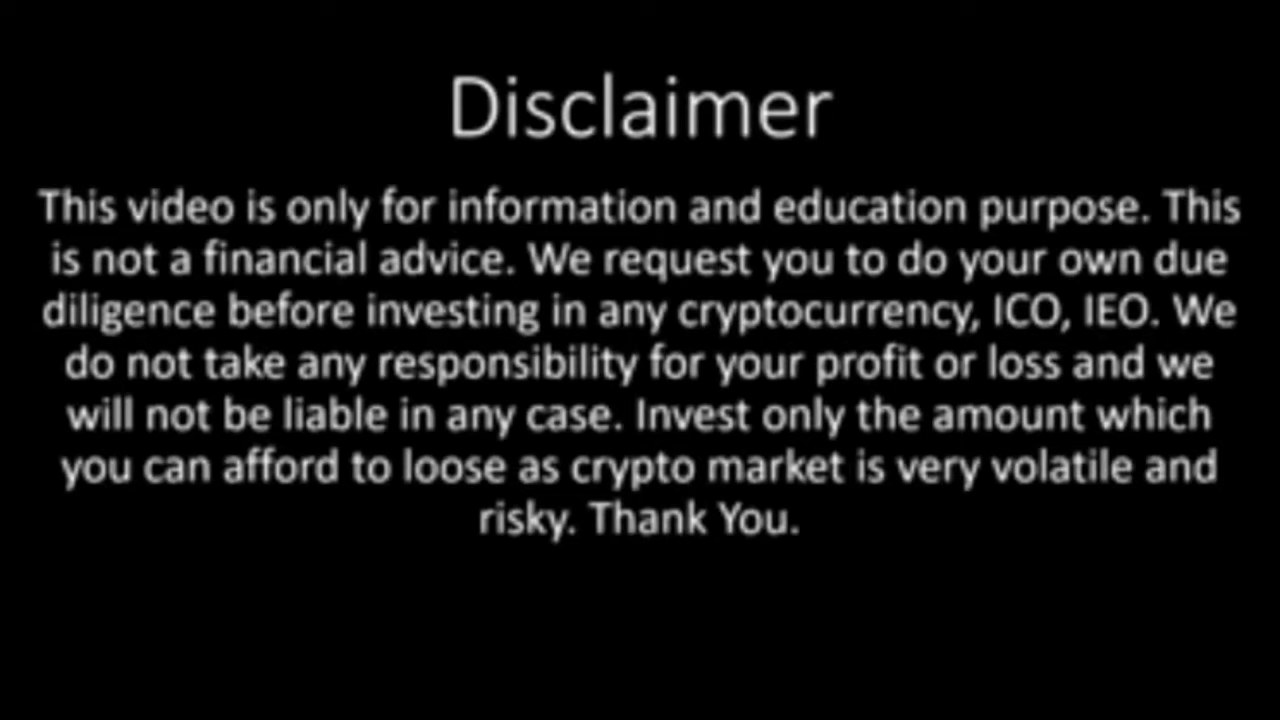 Disclaimer
This video is only for information and education purpose. This
is not a financial advice. We request you to do your own due
diligence before investing in any cryptocurrency, ICO, IEO. We
do not take any responsibility for your profit or loss and we
will not be liable in any case. Invest only the amount which
you can afford to loose as crypto market is very volatile and
risky. Thank You.